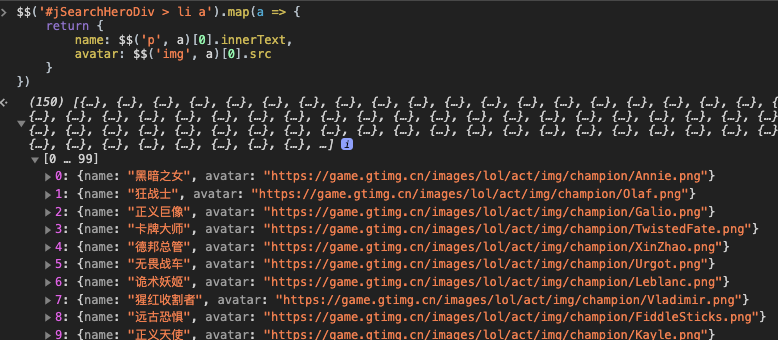 > $$('#jSearchHeroDiv > li a').map(a => {
return {
name: $$('p', a)[0].innerText,
avatar: $$('img', a)[0].src
}
})
(150) [{…}, {…}, {…}, {…}, {…}, {…}, {…}, {…}, {…}, {…}, {…}, {…}, {…}, {…}, {…}, {…}, {…}, {…}, {…}, {
{…}, {…}, {…}, {…}, {…}, {…}, {…}, {…}, {…}, {…}, {…}, {…}, {…}, {…}, {…}, {…}, {…}, {…}, {…}, {…},
{…}, {…}, {…}, {…}, {…}, {…}, {…}, {…}, {…}, {…}, {…}, {…}, {…}, {…}, {…}, {…}, {…}, {…}, {…}, {…},
{…}, {…}, {…}, {…}, {…}, {…}, {…}, {…}, …] i
[0 … 99]
0: {name: "黑暗之女", avatar: "https://game.gtimg.cn/images/lol/act/img/champion/Annie.png"}
1: {name: "狂战士", avatar: "https://game.gtimg.cn/images/lol/act/img/champion/Olaf.png"}
2: {name: "正义巨像", avatar: "https://game.gtimg.cn/images/lol/act/img/champion/Galio.png"}
3: {name: "卡牌大师", avatar: "https://game.gtimg.cn/images/lol/act/img/champion/TwistedFate.png"}
4: {name: "德邦总管", avatar: "https://game.gtimg.cn/images/lol/act/img/champion/XinZhao.png"}
5: {name: "无畏战车", avatar: "https://game.gtimg.cn/images/lol/act/img/champion/Urgot.png"}
6: {name: "诡术妖姬", avatar: "https://game.gtimg.cn/images/lol/act/img/champion/Leblanc.png"}
7: {name: "猩红收割者", avatar: "https://game.gtimg.cn/images/lol/act/img/champion/Vladimir.png"}
8: {name: "远古恐惧", avatar: "https://game.gtimg.cn/images/lol/act/img/champion/FiddleSticks.png"}
9: {name: "正义天使", avatar: "https://game.gtimg.cn/images/lol/act/img/champion/Kayle.png"}